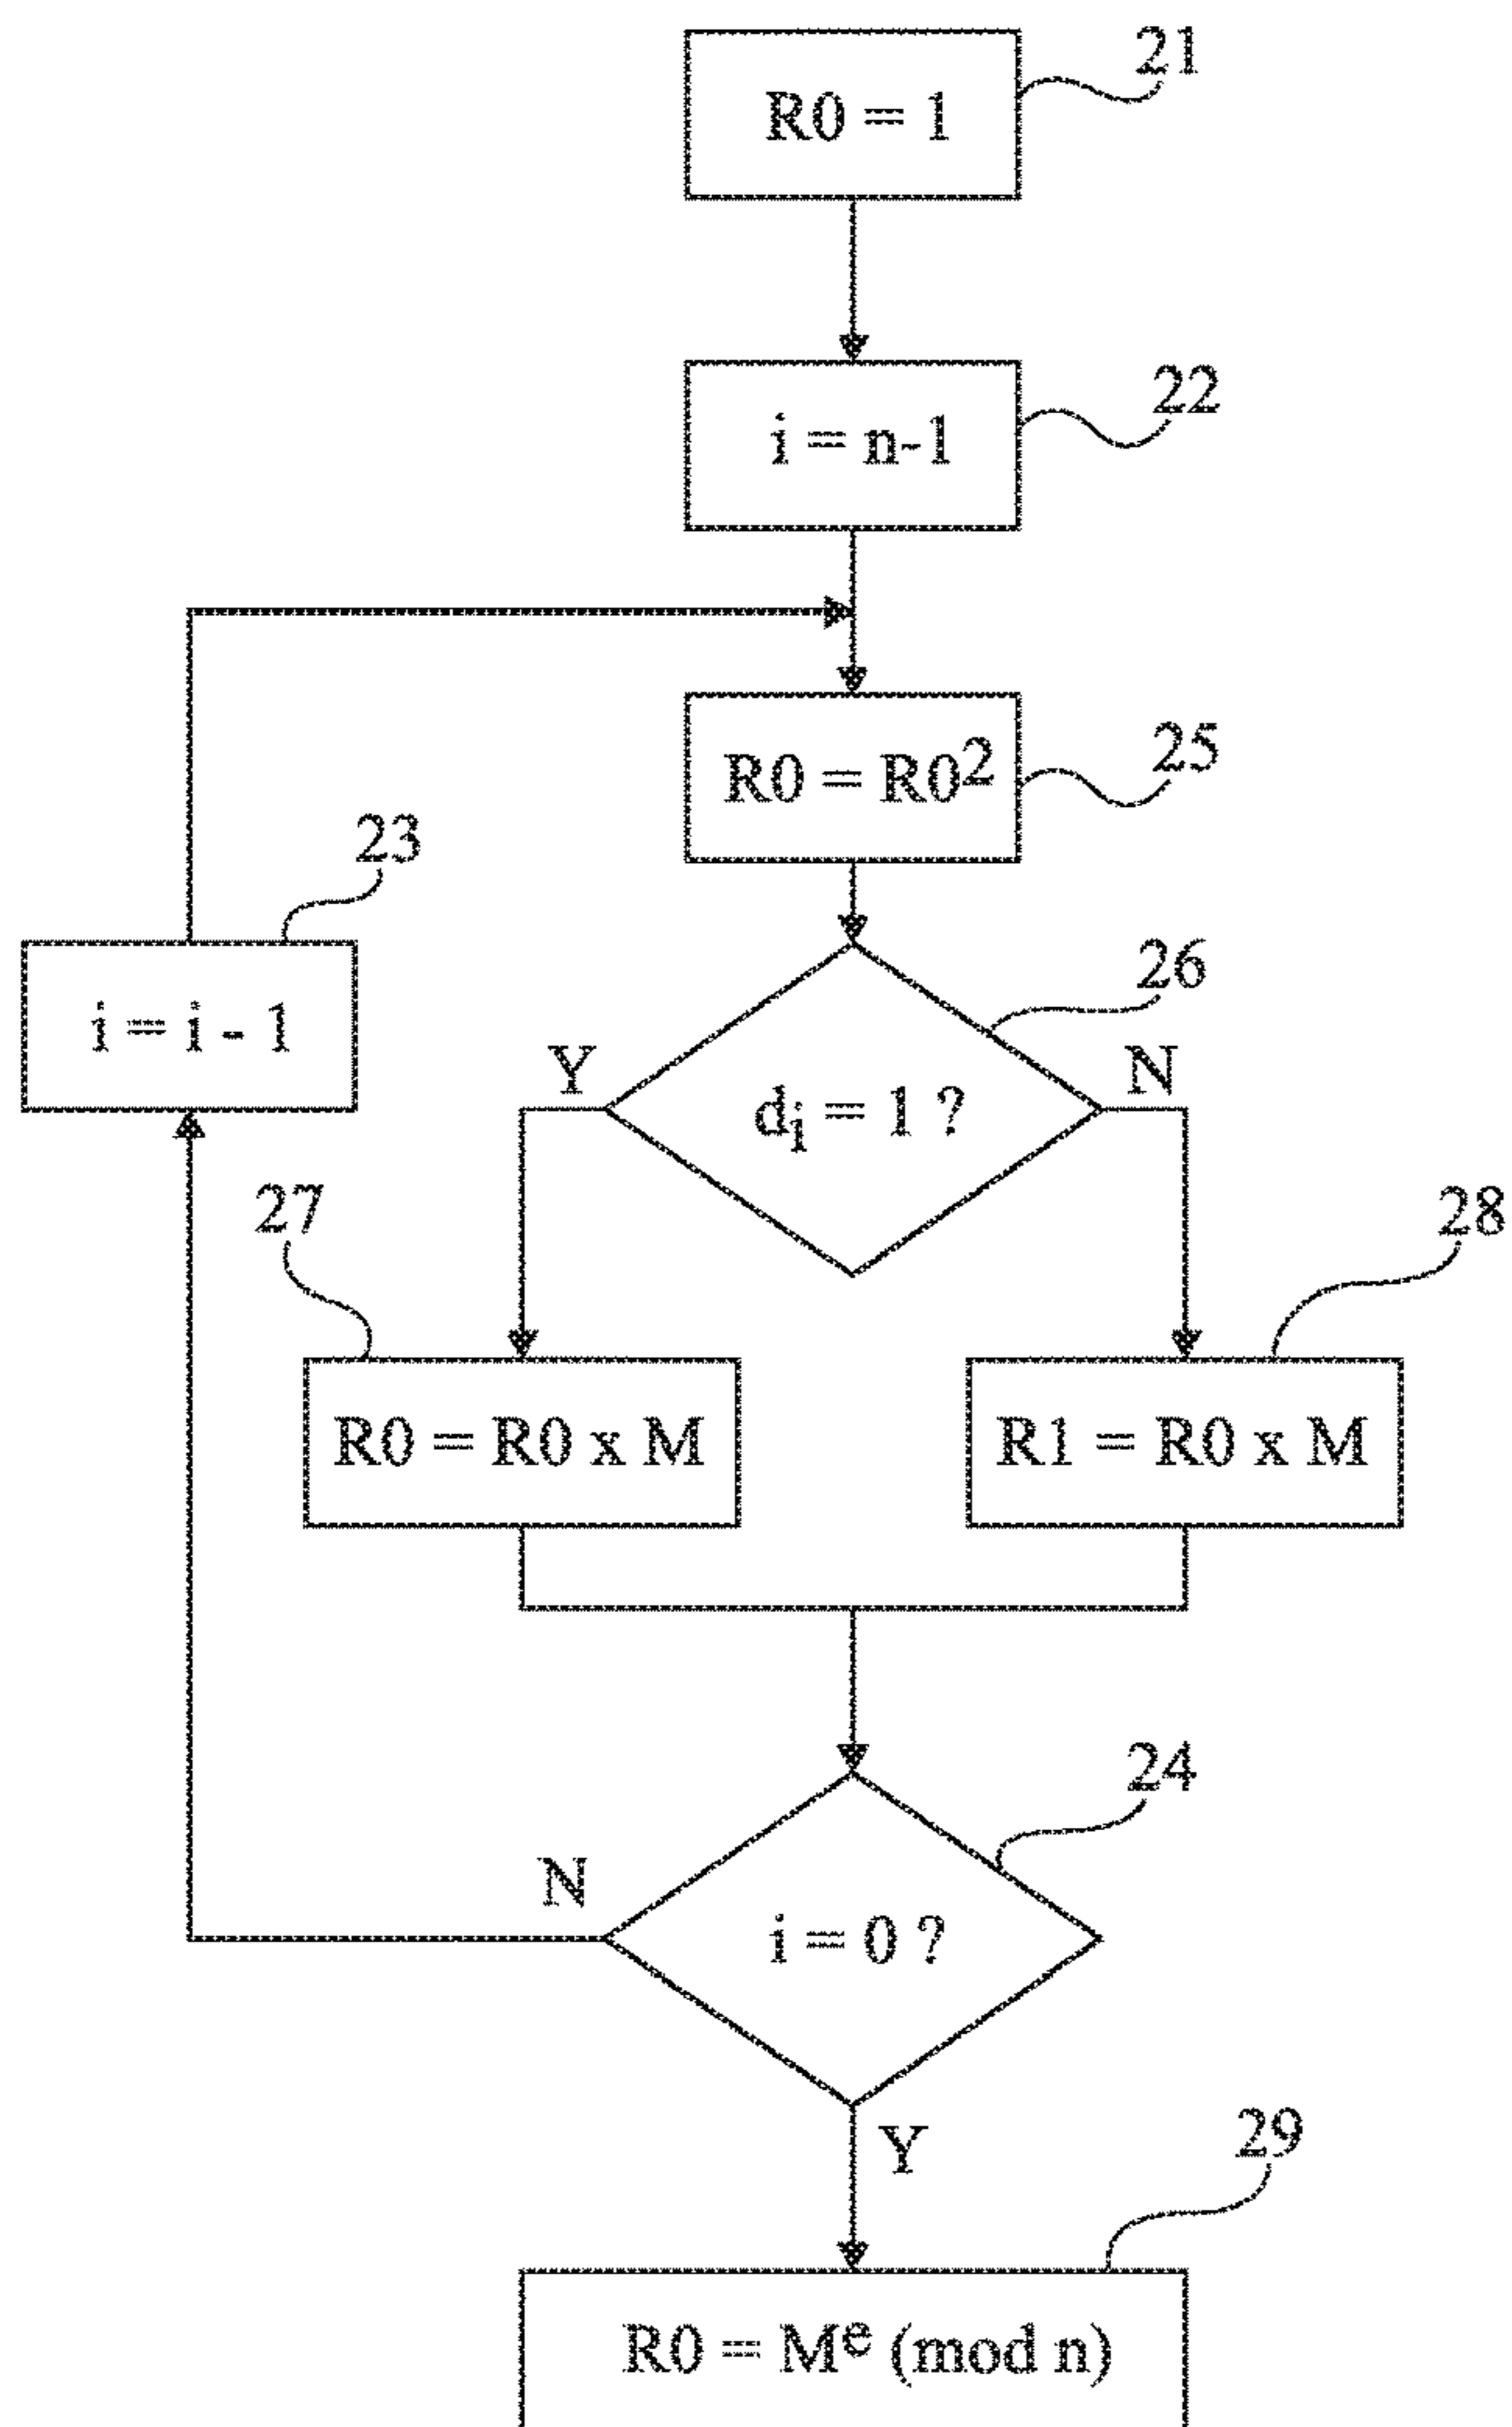 21
R0 = 1
22
i = n-1
25
R0 = R0²
23
i = i - 1
26
Y
N
dᵢ = 1 ?
27
28
R0 = R0 x M
R1 = R0 x M
24
N
i = 0 ?
Y
29
R0 = Mᵉ (mod n)